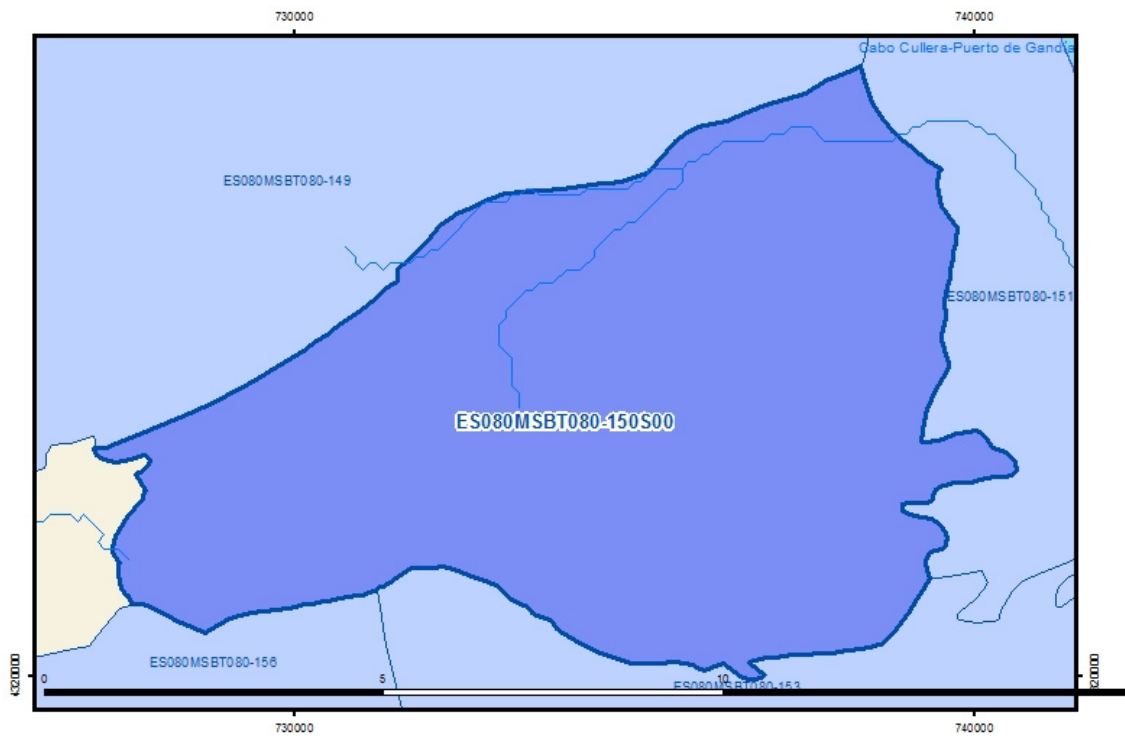 730000
740000
Cabo Cullera-Puerto de Gandia
ES080MSBT080-149
ES080MSBT080-151
ES080MSBT080-150S00
ES080MSBT080-156
ES080MSBT080-153
4320000
0
5
10
730000
740000